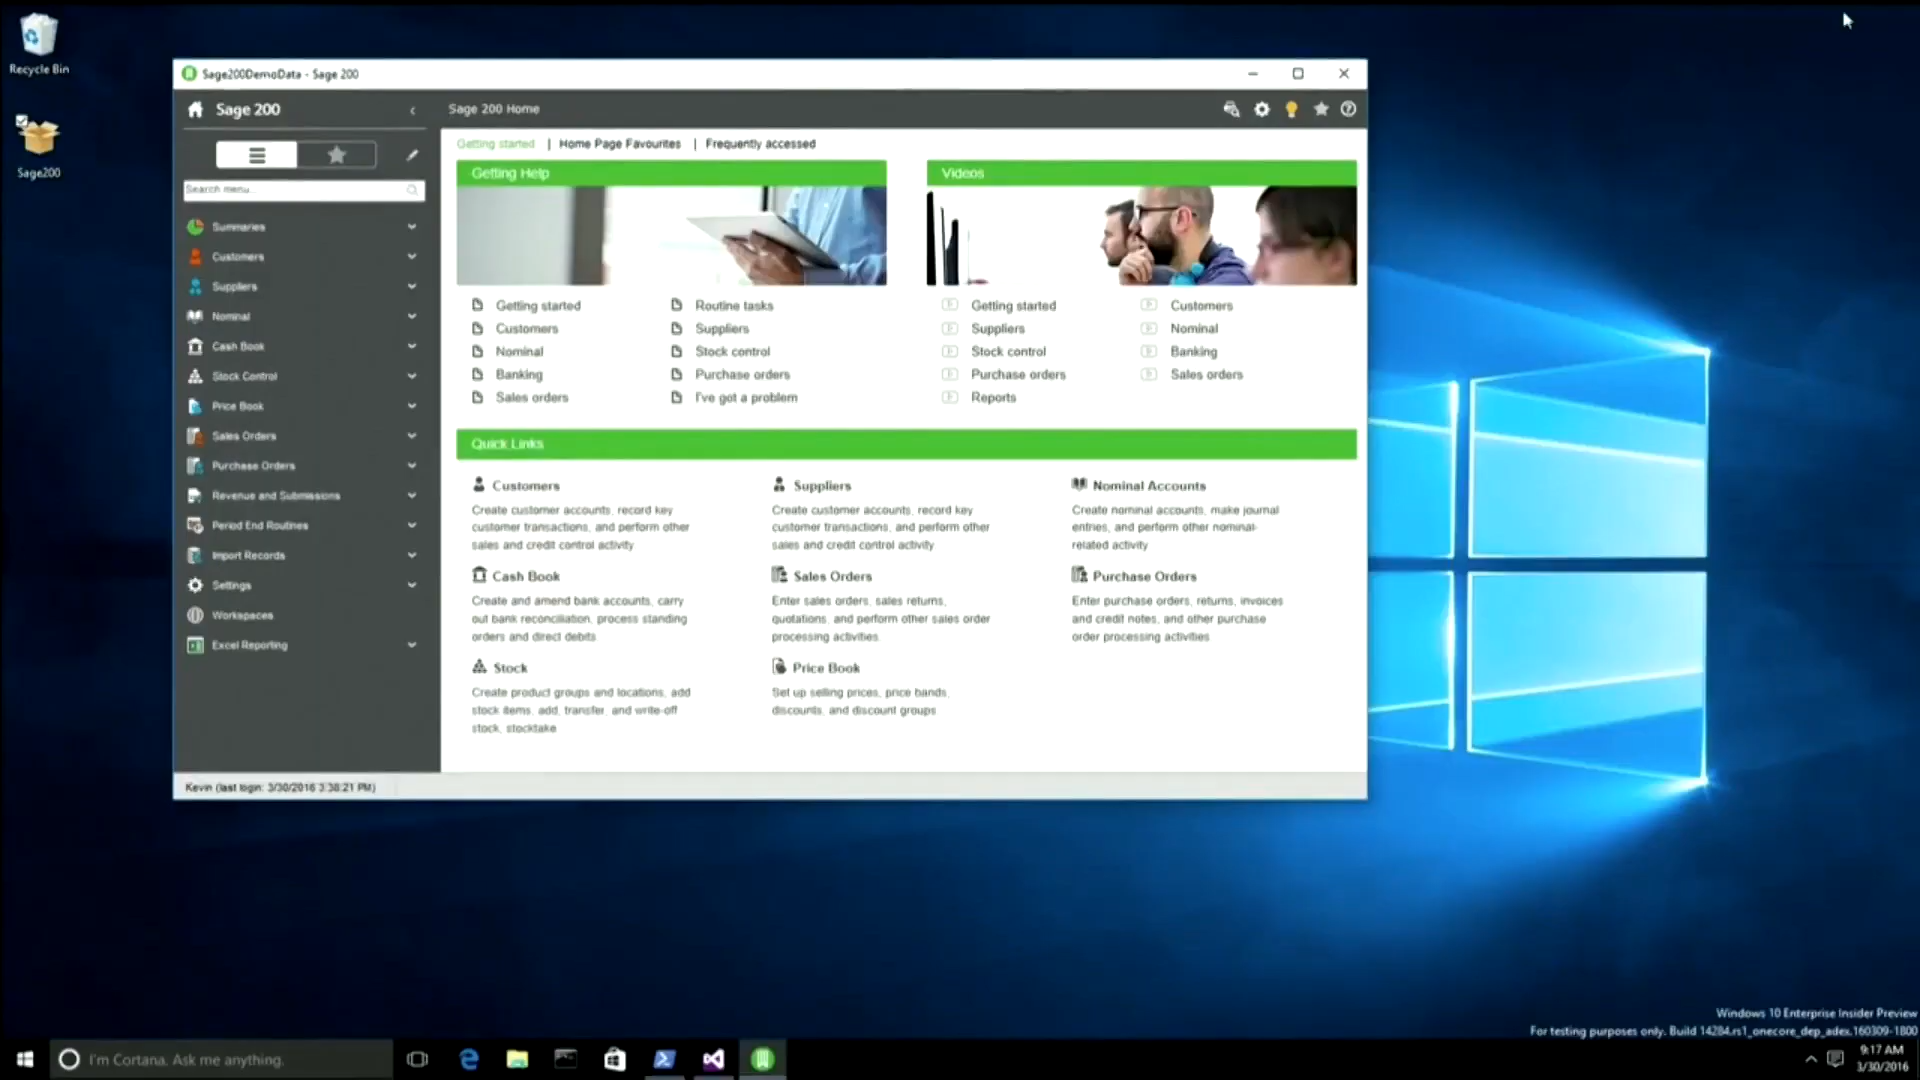 Recycle Bin
Sage200
Sage200DemoData - Sage 200
Sage 200
Sage 200 Home
Search menu...
Summaries
Customers
Suppliers
Nominal
Cash Book
Stock Control
Price Book
Sales Orders
Purchase Orders
Revenue and Submissions
Period End Routines
Import Records
Settings
Workspaces
Excel Reporting
Getting started | Home Page Favourites | Frequently accessed
Getting Help
Getting started
Customers
Nominal
Banking
Sales orders
Routine tasks
Suppliers
Stock control
Purchase orders
I've got a problem
Videos
Getting started
Suppliers
Stock control
Purchase orders
Reports
Customers
Nominal
Banking
Sales orders
Quick Links
Customers
Create customer accounts, record key
customer transactions, and perform other
sales and credit control activity
Suppliers
Create customer accounts, record key
customer transactions, and perform other
sales and credit control activity
Nominal Accounts
Create nominal accounts, make journal
entries, and perform other nominal-
related activity
Cash Book
Create and amend bank accounts, carry
out bank reconciliation, process standing
orders and direct debits
Sales Orders
Enter sales orders, sales returns,
quotations, and perform other sales order
processing activities
Purchase Orders
Enter purchase orders, returns, invoices
and credit notes, and other purchase
order processing activities
Stock
Create product groups and locations, add
stock items, add, transfer, and write-off
stock, stocktake
Price Book
Set up selling prices, price bands,
discounts, and discount groups
Kevin (last login: 3/30/2016 3:38:21 PM)
Windows 10 Enterprise Insider Preview
For testing purposes only. Build 14284.rs1_onecore_dep_adex.160309-1800
I'm Cortana. Ask me anything.
9:17 AM
3/30/2016